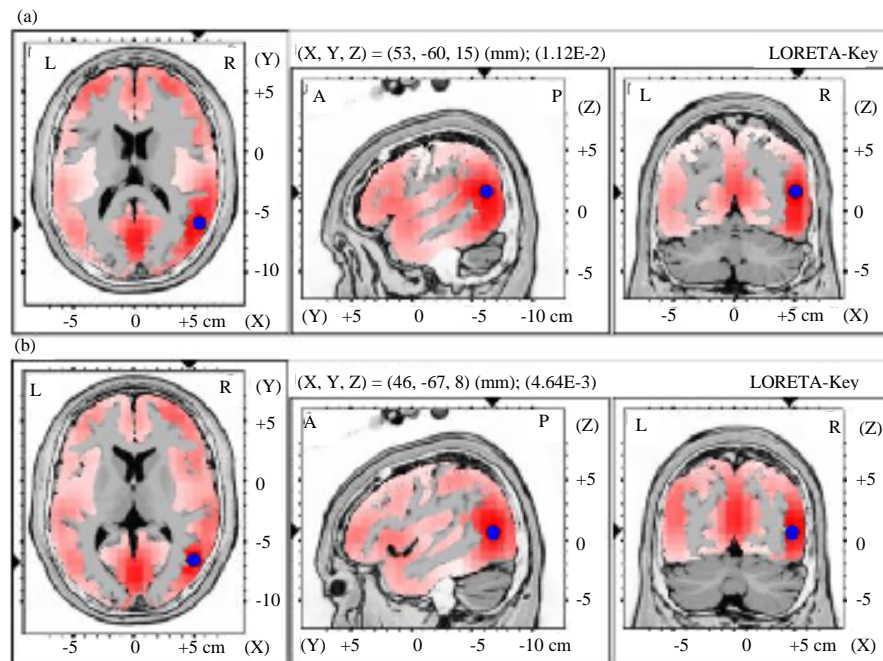 (a)
(X, Y, Z) = (53, -60, 15) (mm); (1.12E-2) LORETA-Key
L R (Y)
+5
0
-5
-10
-5 0 +5 cm (X)
A P (Z)
+5
0
-5
(Y) +5 0 -5 -10 cm
L R (Z)
+5
0
-5
-5 0 +5 cm (X)
(b)
(X, Y, Z) = (46, -67, 8) (mm); (4.64E-3) LORETA-Key
L R (Y)
+5
0
-5
-10
-5 0 +5 cm (X)
A P (Z)
+5
0
-5
(Y) +5 0 -5 -10 cm
L R (Z)
+5
0
-5
-5 0 +5 cm (X)